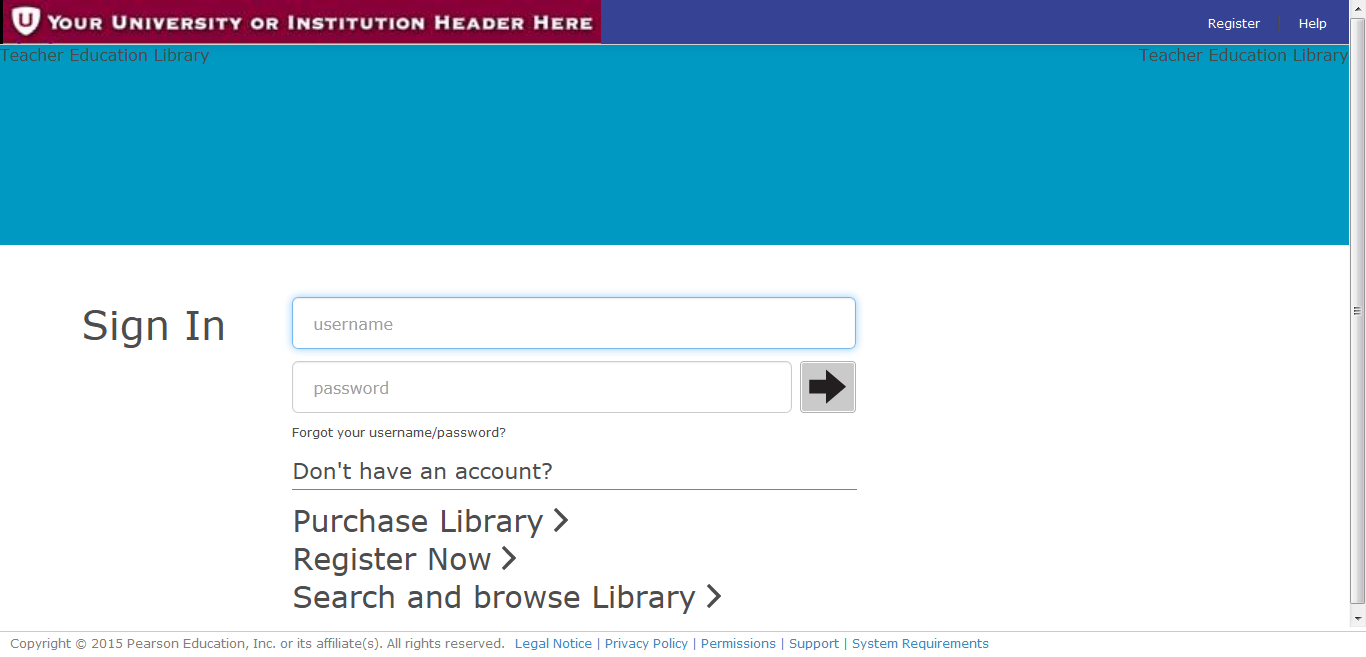 YOUR UNIVERSITY OR INSTITUTION HEADER HERE
Register | Help
Teacher Education Library
Teacher Education Library
Sign In
username
password
Forgot your username/password?
Don't have an account?
Purchase Library
Register Now
Search and browse Library
Copyright © 2015 Pearson Education, Inc. or its affiliate(s). All rights reserved. Legal Notice | Privacy Policy | Permissions | Support | System Requirements